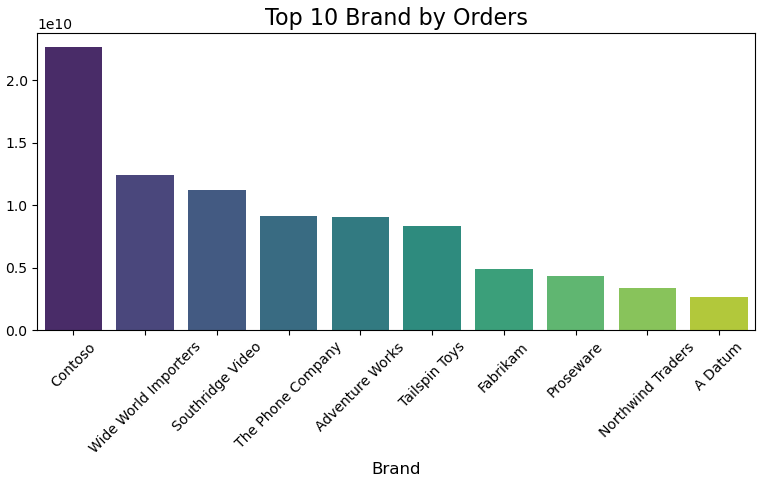 Top 10 Brand by Orders
1e10
2.0
1.5
1.0
0.5
0.0
Contoso
Wide World Importers
Southridge Video
The Phone Company
Adventure Works
Tailspin Toys
Fabrikam
Proseware
Northwind Traders
A Datum
Brand